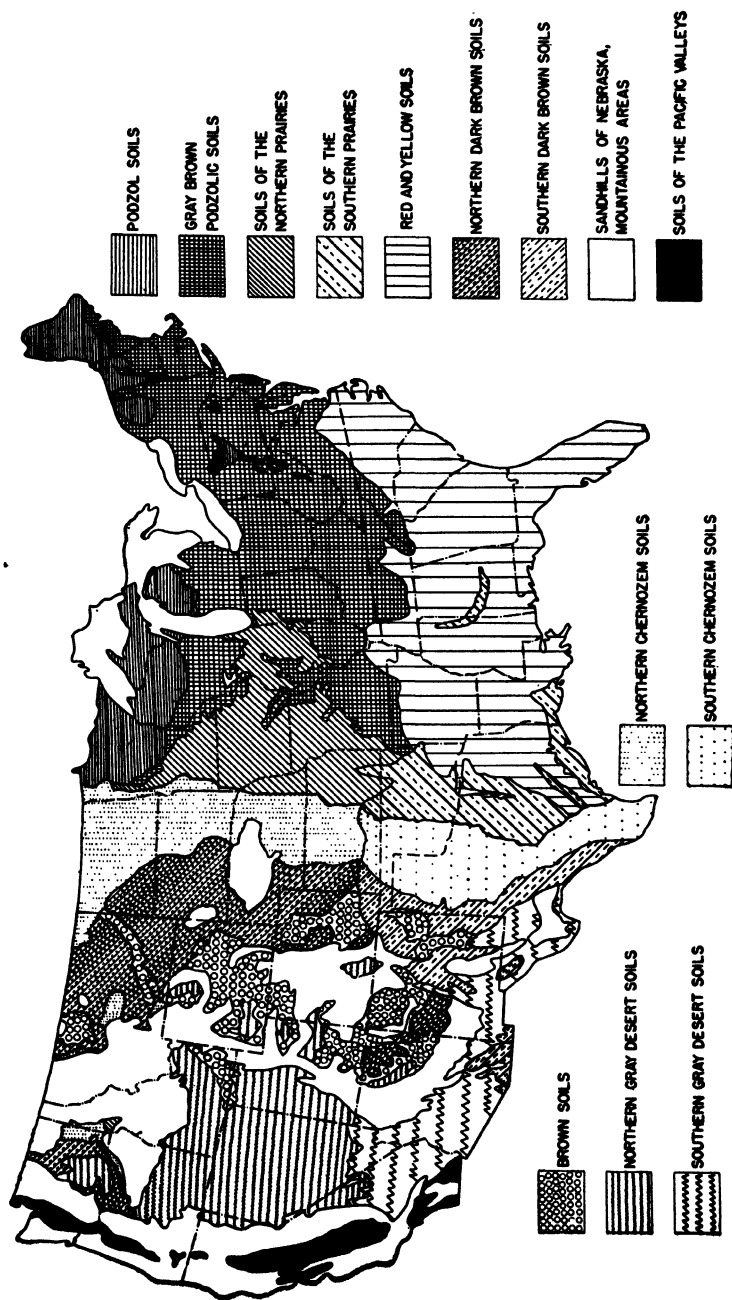 PODZOL SOILS
GRAY BROWN
PODZOLIC SOILS
SOILS OF THE
NORTHERN PRAIRIES
SOILS OF THE
SOUTHERN PRAIRIES
RED AND YELLOW SOILS
NORTHERN DARK BROWN SOILS
SOUTHERN DARK BROWN SOILS
SANDHILLS OF NEBRASKA,
MOUNTAINOUS AREAS
SOILS OF THE PACIFIC VALLEYS
NORTHERN CHERNOZEM SOILS
SOUTHERN CHERNOZEM SOILS
BROWN SOILS
NORTHERN GRAY DESERT SOILS
SOUTHERN GRAY DESERT SOILS